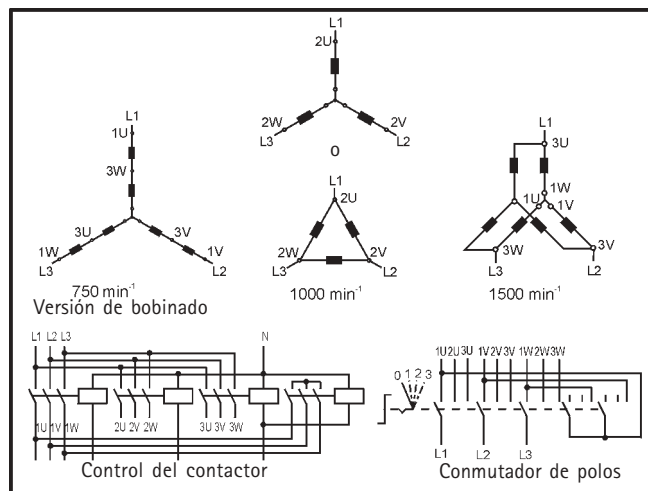 L1
2U
2W
2V
L3
L2
o
L1
1U
3W
3U
3V
1W
1V
L3
L2
750 min⁻¹
L1
2U
2W
2V
L3
L2
1000 min⁻¹
L1
3U
1W
1U
1V
3W
3V
L3
L2
1500 min⁻¹
Versión de bobinado
L1 L2 L3
N
1U 1V 1W
2U 2V 2W
3U 3V 3W
Control del contactor
0 1 2 3
1U 2U 3U 1V 2V 3V 1W 2W 3W
L1 L2 L3
Conmutador de polos